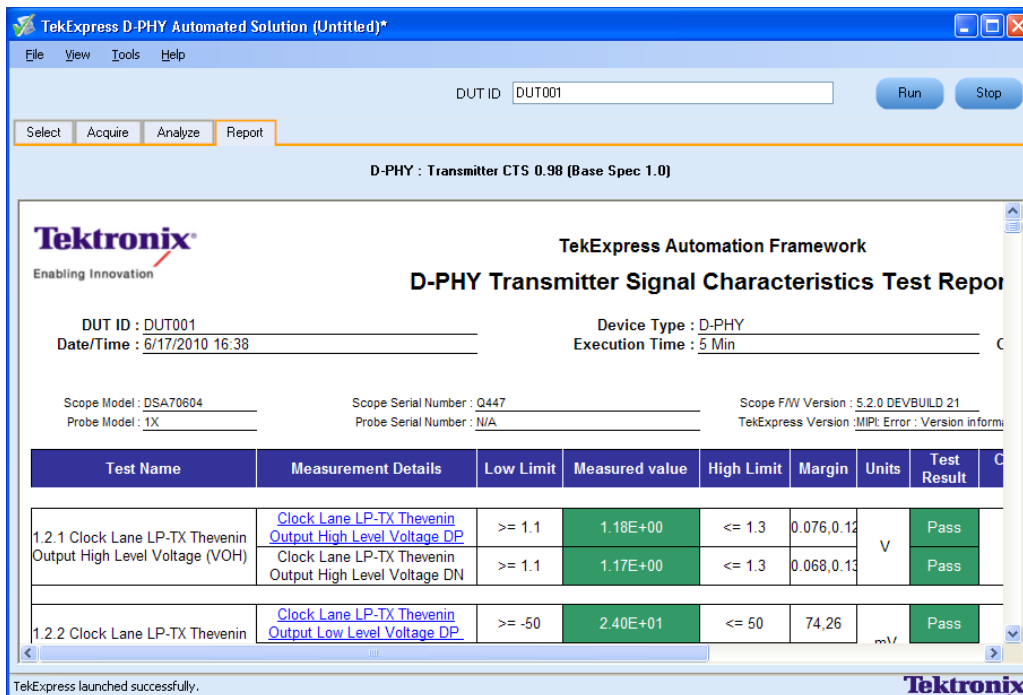 TekExpress D-PHY Automated Solution (Untitled)*
File View Tools Help
DUT ID DUT001 Run Stop
Select Acquire Analyze Report
D-PHY : Transmitter CTS 0.98 (Base Spec 1.0)
Tektronix
Enabling Innovation
TekExpress Automation Framework
D-PHY Transmitter Signal Characteristics Test Repor
DUT ID : DUT001 Device Type : D-PHY
Date/Time : 6/17/2010 16:38 Execution Time : 5 Min
Scope Model : DSA70604 Scope Serial Number : Q447 Scope F/W Version : 5.2.0 DEVBUILD 21
Probe Model : 1X Probe Serial Number : N/A TekExpress Version :MIPI: Error : Version informa
Test Name Measurement Details Low Limit Measured value High Limit Margin Units Test Result
1.2.1 Clock Lane LP-TX Thevenin
Output High Level Voltage (VOH)
Clock Lane LP-TX Thevenin
Output High Level Voltage DP
>= 1.1 1.18E+00 <= 1.3 0.076,0.12 V Pass
Clock Lane LP-TX Thevenin
Output High Level Voltage DN
>= 1.1 1.17E+00 <= 1.3 0.068,0.13 Pass
1.2.2 Clock Lane LP-TX Thevenin
Clock Lane LP-TX Thevenin
Output Low Level Voltage DP
>= -50 2.40E+01 <= 50 74,26 mV Pass
TekExpress launched successfully.
Tektronix